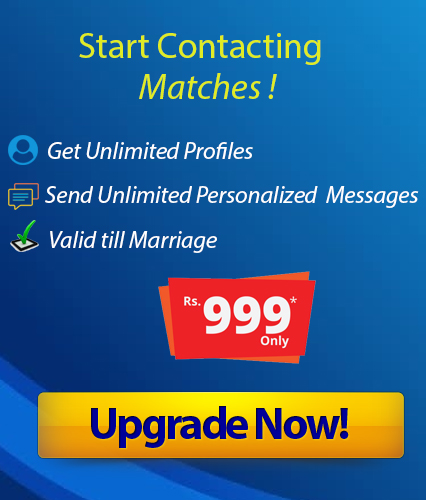 Start Contacting
Matches !
Get Unlimited Profiles
Send Unlimited Personalized Messages
Valid till Marriage
Rs. 999*
Only
Upgrade Now!